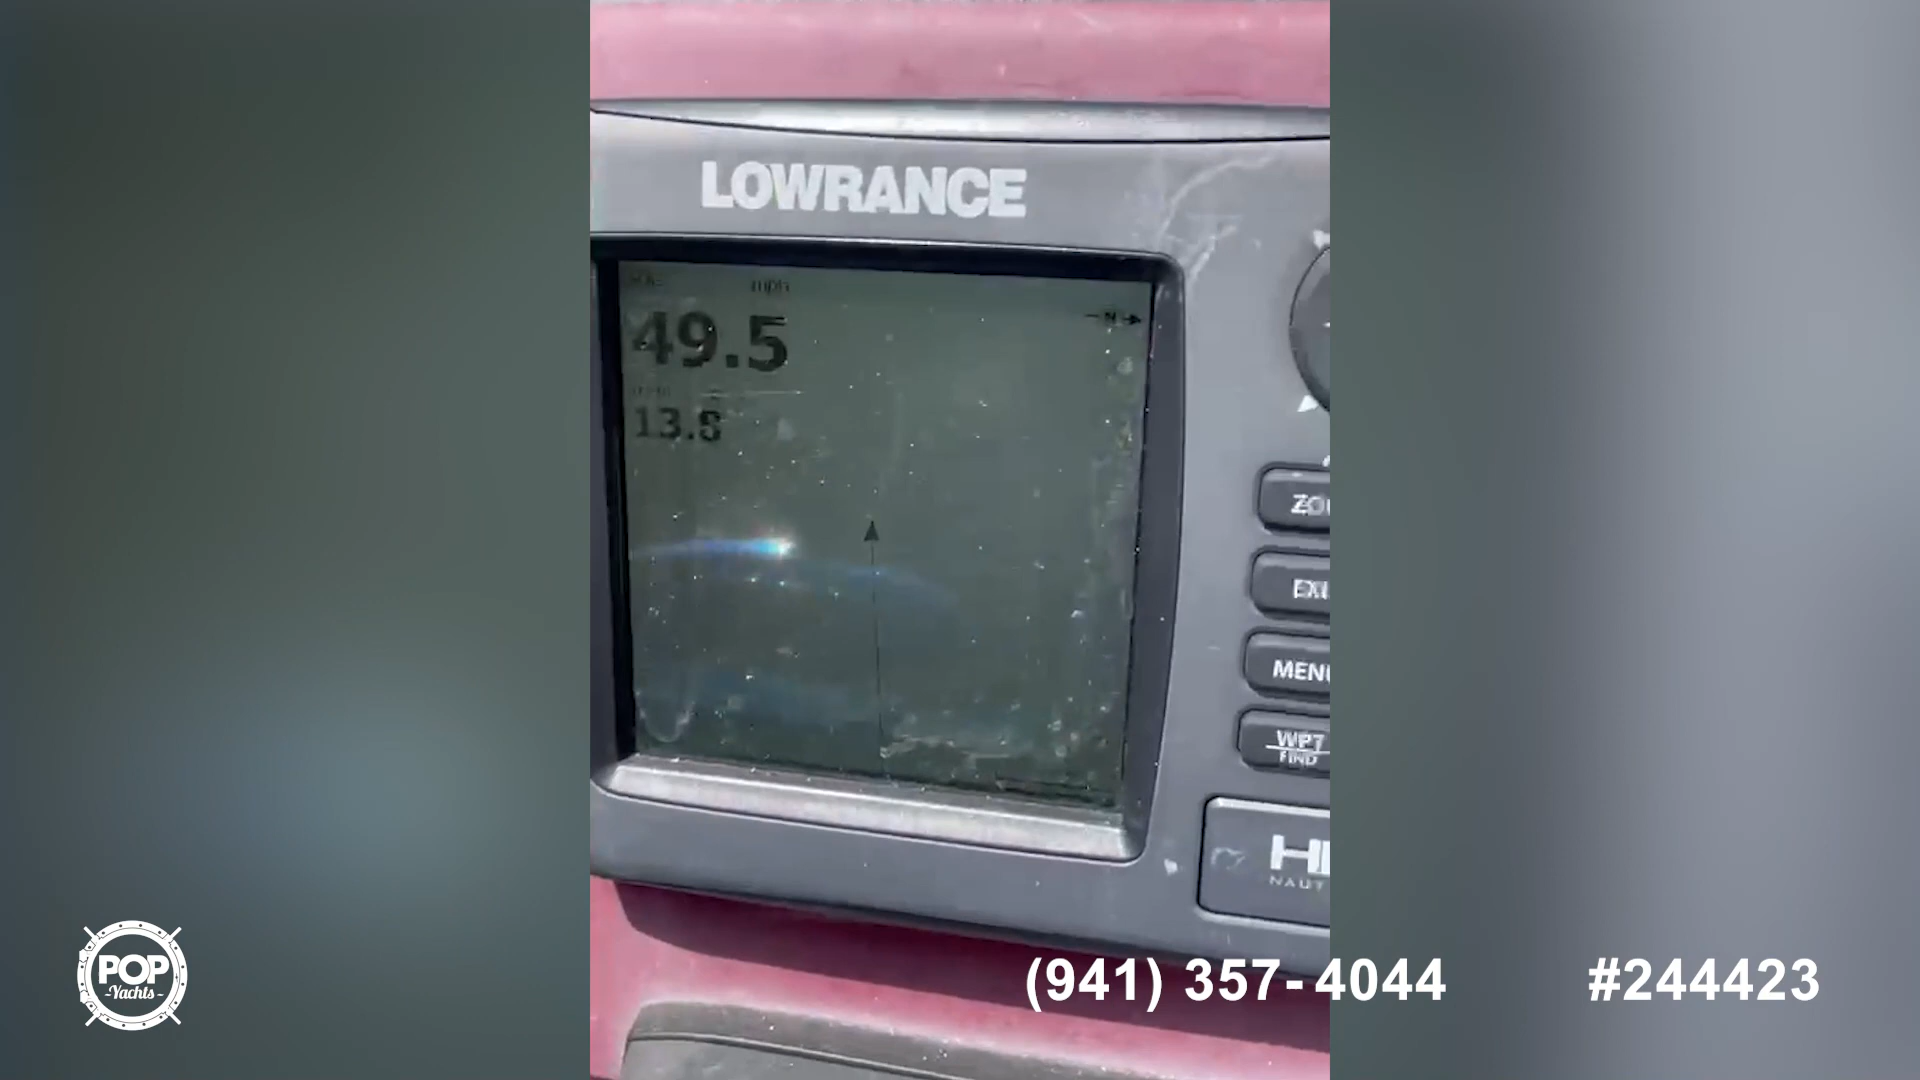 LOWRANCE
mph
49.5
N
13.8
MENU
WPT
FIND
POP
-Yachts-
(941) 357-4044
#244423